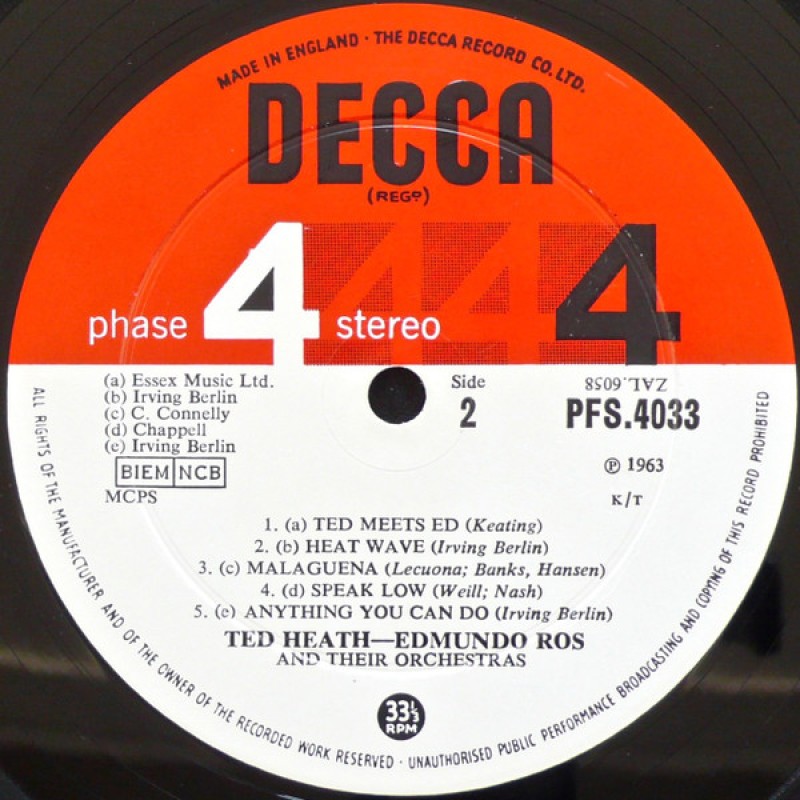 MADE IN ENGLAND · THE DECCA RECORD CO. LTD.
DECCA
(REGD)
phase 4 stereo 4 4 4
(a) Essex Music Ltd.
(b) Irving Berlin
(c) C. Connelly
(d) Chappell
(e) Irving Berlin
BIEM NCB
MCPS
Side
2
ZAL.6058
PFS.4033
℗ 1963
K/T
1. (a) TED MEETS ED (Keating)
2. (b) HEAT WAVE (Irving Berlin)
3. (c) MALAGUENA (Lecuona; Banks, Hansen)
4. (d) SPEAK LOW (Weill; Nash)
5. (e) ANYTHING YOU CAN DO (Irving Berlin)
TED HEATH—EDMUNDO ROS
AND THEIR ORCHESTRAS
33⅓
RPM
ALL RIGHTS OF THE MANUFACTURER AND OF THE OWNER OF THE RECORDED WORK RESERVED · UNAUTHORISED PUBLIC PERFORMANCE BROADCASTING AND COPYING OF THIS RECORD PROHIBITED